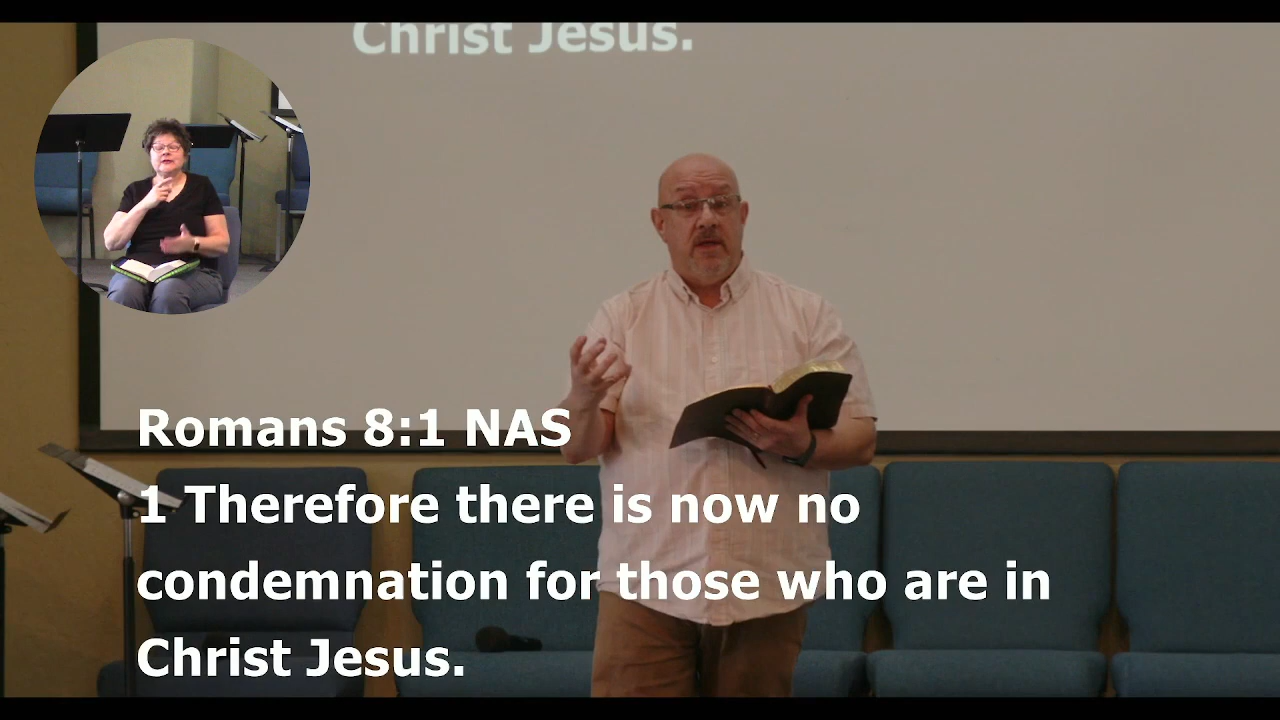 Christ Jesus.
Romans 8:1 NAS
1 Therefore there is now no
condemnation for those who are in
Christ Jesus.